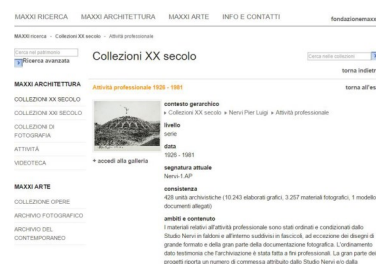 MAXXI RICERCA MAXXI ARCHITETTURA MAXXI ARTE INFO E CONTATTI fondazionemaxx
MAXXI ricerca › Collezioni XX secolo › Attività professionale
Cerca nel patrimonio
Ricerca avanzata
Collezioni XX secolo
Cerca nelle collezioni
torna indietr
MAXXI ARCHITETTURA
COLLEZIONI XX SECOLO
COLLEZIONI XXI SECOLO
COLLEZIONI DI
FOTOGRAFIA
ATTIVITÀ
VIDEOTECA
MAXXI ARTE
COLLEZIONE OPERE
ARCHIVIO FOTOGRAFICO
ARCHIVIO DEL
CONTEMPORANEO
Attività professionale 1926 - 1981
torna all'es
+ accedi alla galleria
contesto gerarchico
Collezioni XX secolo Nervi Pier Luigi Attività professionale
livello
serie
data
1926 - 1981
segnatura attuale
Nervi-1.AP
consistenza
428 unità archivistiche (10.243 elaborati grafici, 3.257 materiali fotografici, 1 modello
documenti allegati)
ambiti e contenuto
I materiali relativi all'attività professionale sono stati ordinati e condizionati dallo
Studio Nervi in faldoni e all'interno suddivisi in fascicoli, ad eccezione dei disegni di
grande formato e della gran parte della documentazione fotografica. L'ordinamento
dato testimonia che l'archiviazione è stata fatta a fini professionali. La gran parte dei
progetti riporta un numero di commessa attribuito dallo Studio Nervi e/o dalla